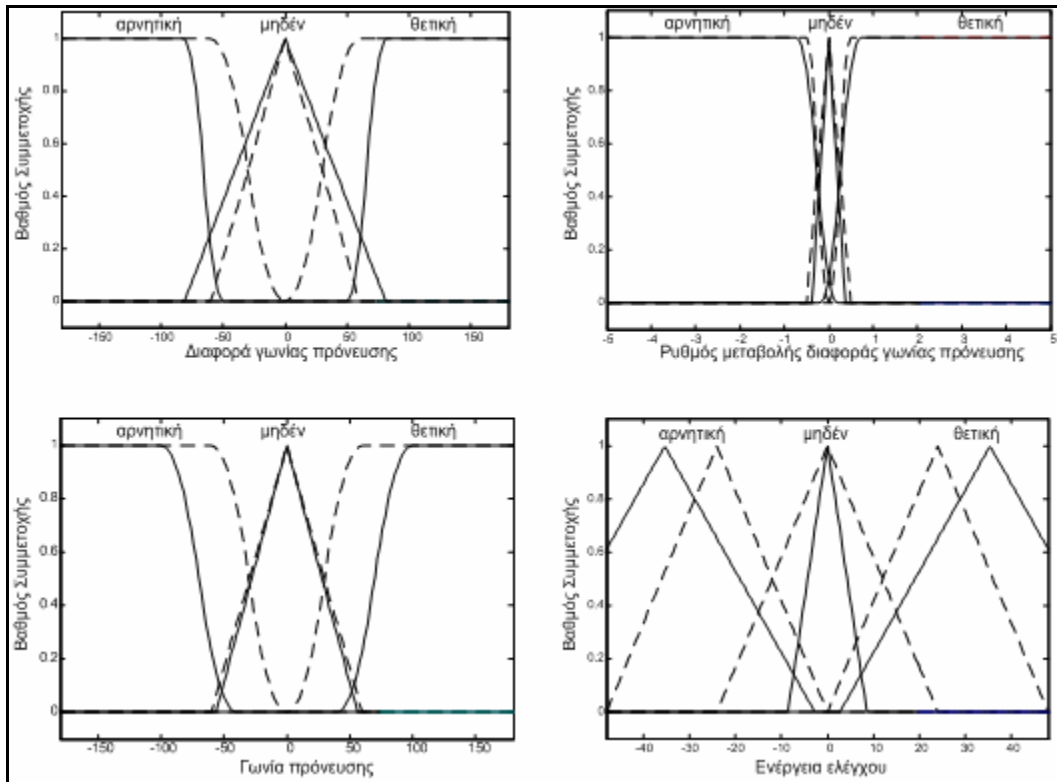 αρνητική μηδέν θετική
1
0.8
0.6
0.4
0.2
0
Βαθμός Συμμετοχής
-150 -100 -50 0 50 100 150
Διαφορά γωνίας πρόνευσης
αρνητική μηδέν θετική
1
0.8
0.6
0.4
0.2
0
Βαθμός Συμμετοχής
-5 -4 -3 -2 -1 0 1 2 3 4 5
Ρυθμός μεταβολής διαφοράς γωνίας πρόνευσης
αρνητική μηδέν θετική
1
0.8
0.6
0.4
0.2
0
Βαθμός Συμμετοχής
-150 -100 -50 0 50 100 150
Γωνία πρόνευσης
αρνητική μηδέν θετική
1
0.8
0.6
0.4
0.2
0
Βαθμός Συμμετοχής
-40 -30 -20 -10 0 10 20 30 40
Ενέργεια ελέγχου